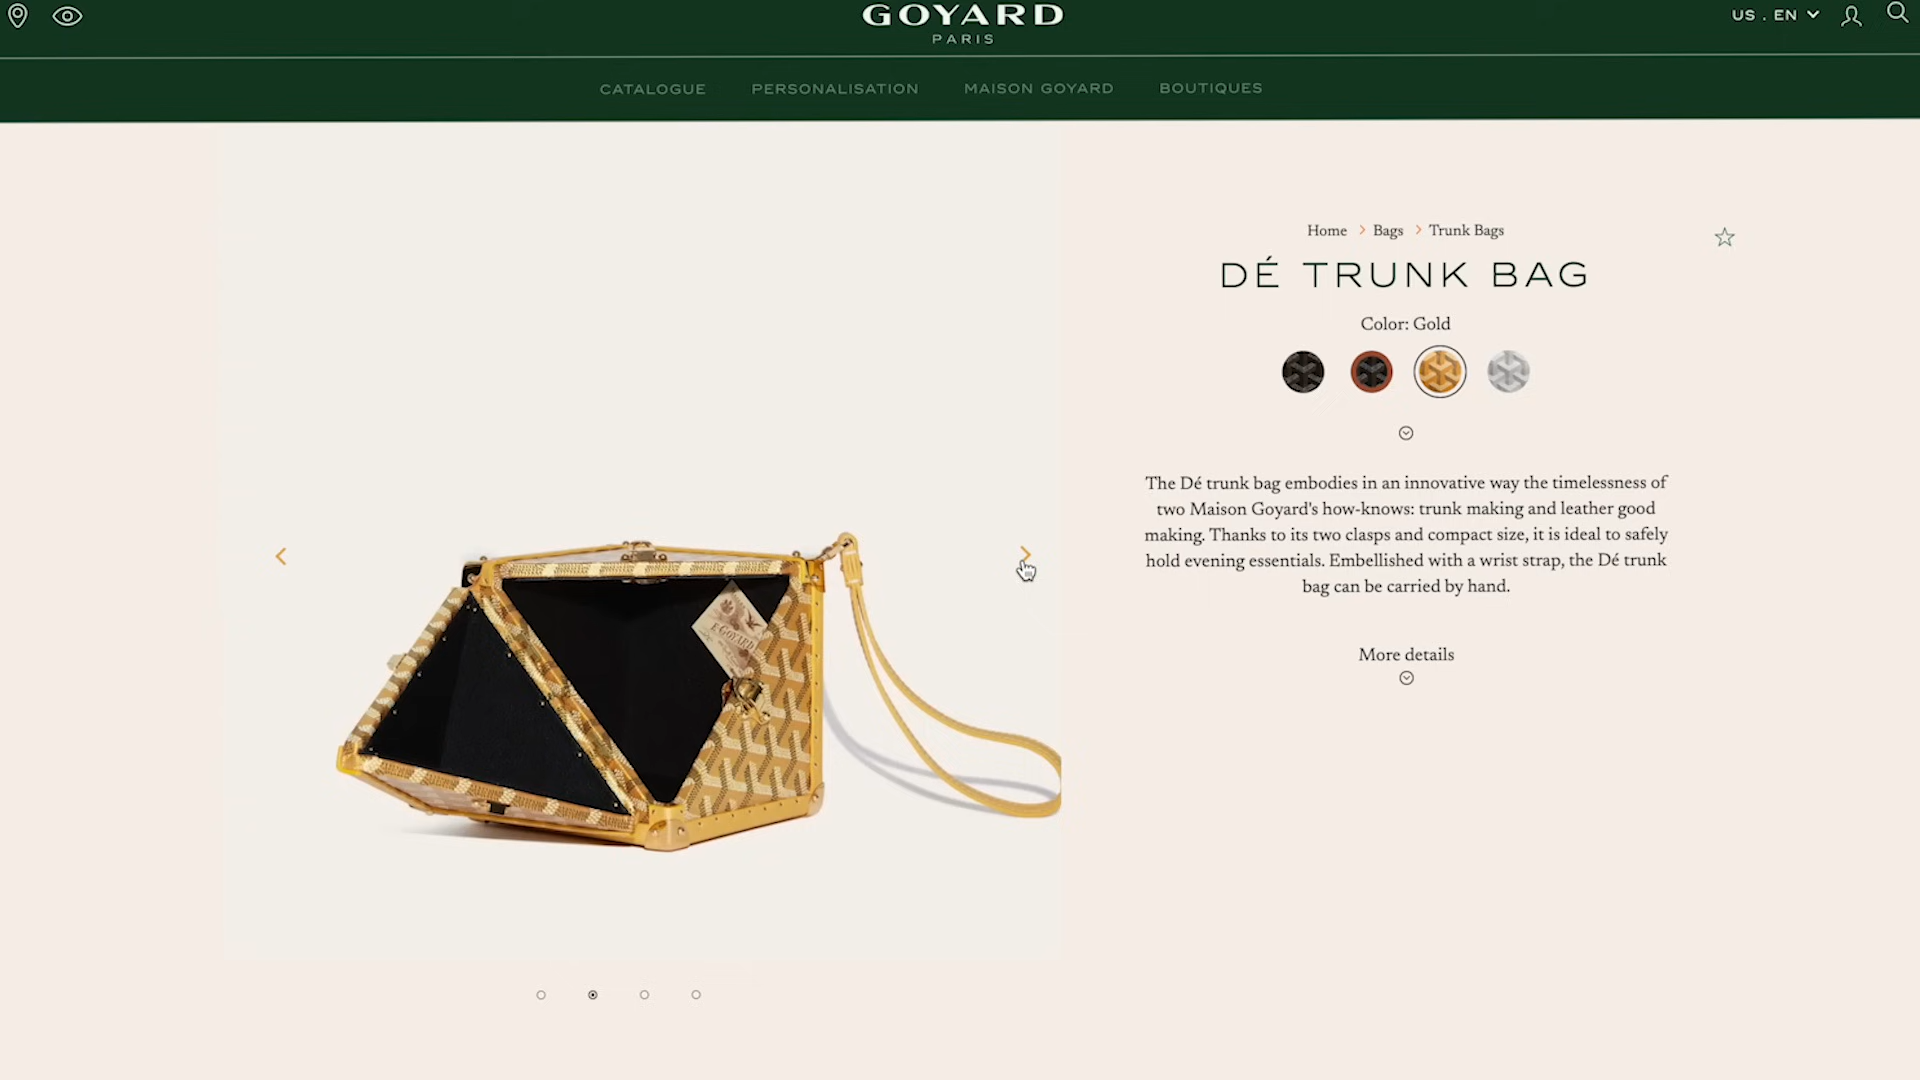 GOYARD
PARIS
US . EN
CATALOGUE
PERSONALISATION
MAISON GOYARD
BOUTIQUES
Home > Bags > Trunk Bags
DÉ TRUNK BAG
Color: Gold
The Dé trunk bag embodies in an innovative way the timelessness of
two Maison Goyard's how-knows: trunk making and leather good
making. Thanks to its two clasps and compact size, it is ideal to safely
hold evening essentials. Embellished with a wrist strap, the Dé trunk
bag can be carried by hand.
More details
E. GOYARD